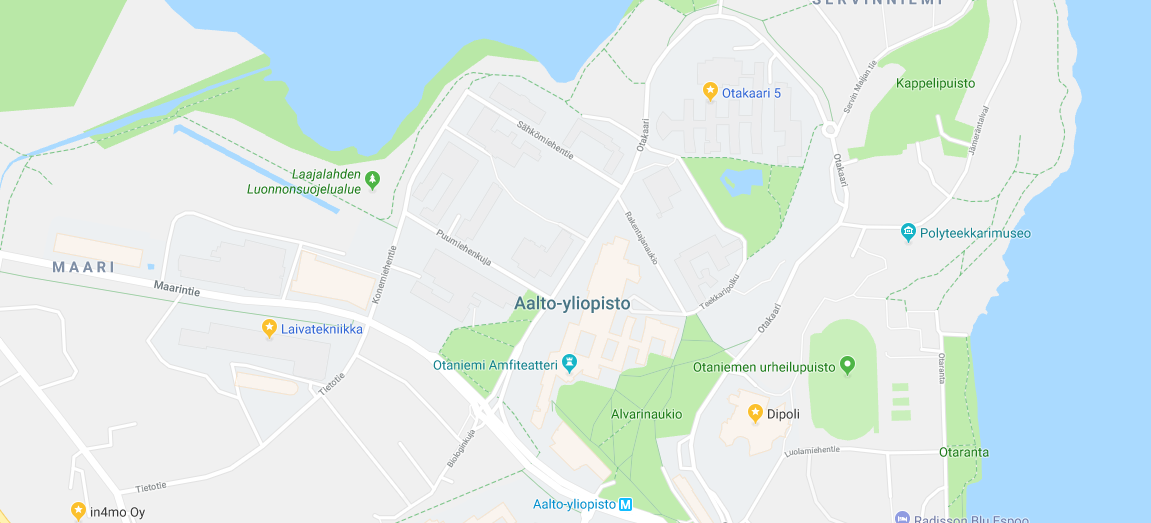 SERVINNIEMI
Otakaari 5
Kappelipuisto
Servin Maijan tie
Jämeräntaival
Sähkömiehentie
Otakaari
Otakaari
Laajalahden
Luonnonsuojelualue
Rakentajanaukio
Polyteekkarimuseo
Puumiehenkuja
Konemiehentie
MAARI
Maarintie
Teekkaripolku
Aalto-yliopisto
Otakaari
Laivatekniikka
Otaniemi Amfiteatteri
Otaniemen urheilupuisto
Otaranta
Tietotie
Alvarinaukio
Dipoli
Biologinkuja
Luolamiehentie
Otaranta
Tietotie
in4mo Oy
Aalto-yliopisto M
Radisson Blu Espoo